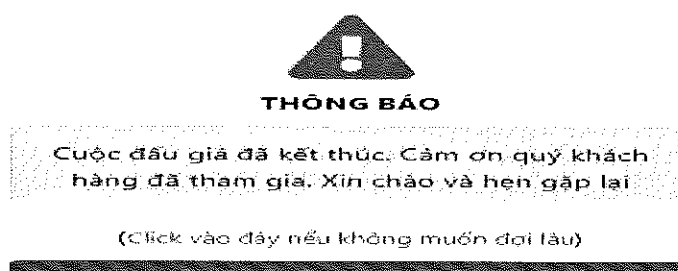 THÔNG BÁO
Cuộc đấu giá đã kết thúc. Cảm ơn quý khách
hàng đã tham gia. Xin chào và hẹn gặp lại
(Click vào đây nếu không muốn đợi lâu)